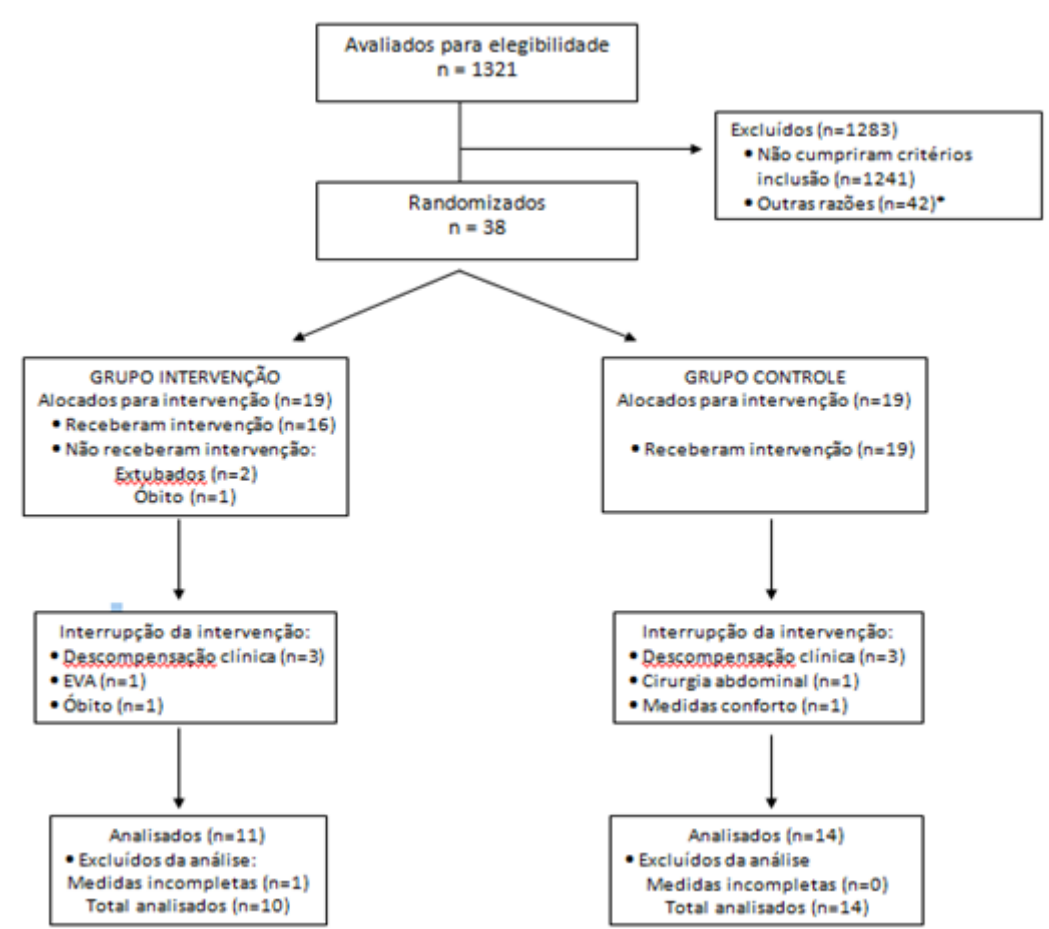 Avaliados para elegibilidade
n = 1321
Excluídos (n=1283)
• Não cumpriram critérios
inclusão (n=1241)
• Outras razões (n=42)*
Randomizados
n = 38
GRUPO INTERVENÇÃO
Alocados para intervenção (n=19)
• Receberam intervenção (n=16)
• Não receberam intervenção:
Extubados (n=2)
Óbito (n=1)
GRUPO CONTROLE
Alocados para intervenção (n=19)
• Receberam intervenção (n=19)
Interrupção da intervenção:
• Descompensação clínica (n=3)
• EVA (n=1)
• Óbito (n=1)
Interrupção da intervenção:
• Descompensação clínica (n=3)
• Cirurgia abdominal (n=1)
• Medidas conforto (n=1)
Analisados (n=11)
• Excluídos da análise:
Medidas incompletas (n=1)
Total analisados (n=10)
Analisados (n=14)
• Excluídos da análise
Medidas incompletas (n=0)
Total analisados (n=14)